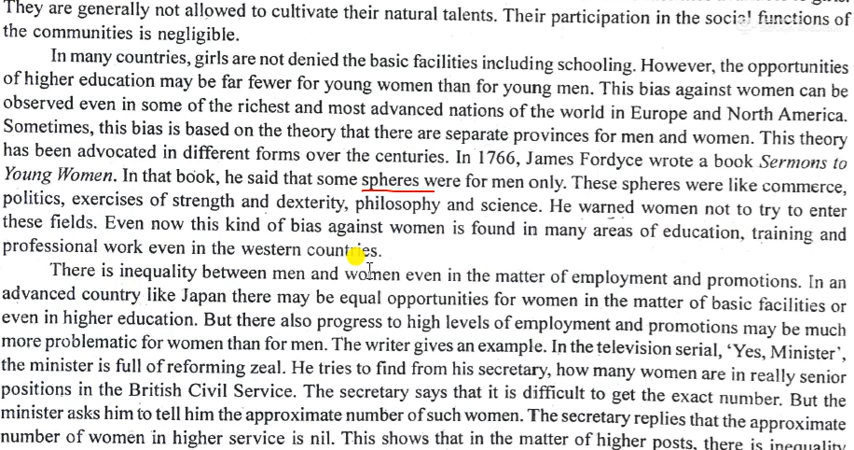 They are generally not allowed to cultivate their natural talents. Their participation in the social functions of
the communities is negligible.
In many countries, girls are not denied the basic facilities including schooling. However, the opportunities
of higher education may be far fewer for young women than for young men. This bias against women can be
observed even in some of the richest and most advanced nations of the world in Europe and North America.
Sometimes, this bias is based on the theory that there are separate provinces for men and women. This theory
has been advocated in different forms over the centuries. In 1766, James Fordyce wrote a book Sermons to
Young Women. In that book, he said that some spheres were for men only. These spheres were like commerce,
politics, exercises of strength and dexterity, philosophy and science. He warned women not to try to enter
these fields. Even now this kind of bias against women is found in many areas of education, training and
professional work even in the western countries.
There is inequality between men and women even in the matter of employment and promotions. In an
advanced country like Japan there may be equal opportunities for women in the matter of basic facilities or
even in higher education. But there also progress to high levels of employment and promotions may be much
more problematic for women than for men. The writer gives an example. In the television serial, ‘Yes, Minister’,
the minister is full of reforming zeal. He tries to find from his secretary, how many women are in really senior
positions in the British Civil Service. The secretary says that it is difficult to get the exact number. But the
minister asks him to tell him the approximate number of such women. The secretary replies that the approximate
number of women in higher service is nil. This shows that in the matter of higher posts, there is inequality